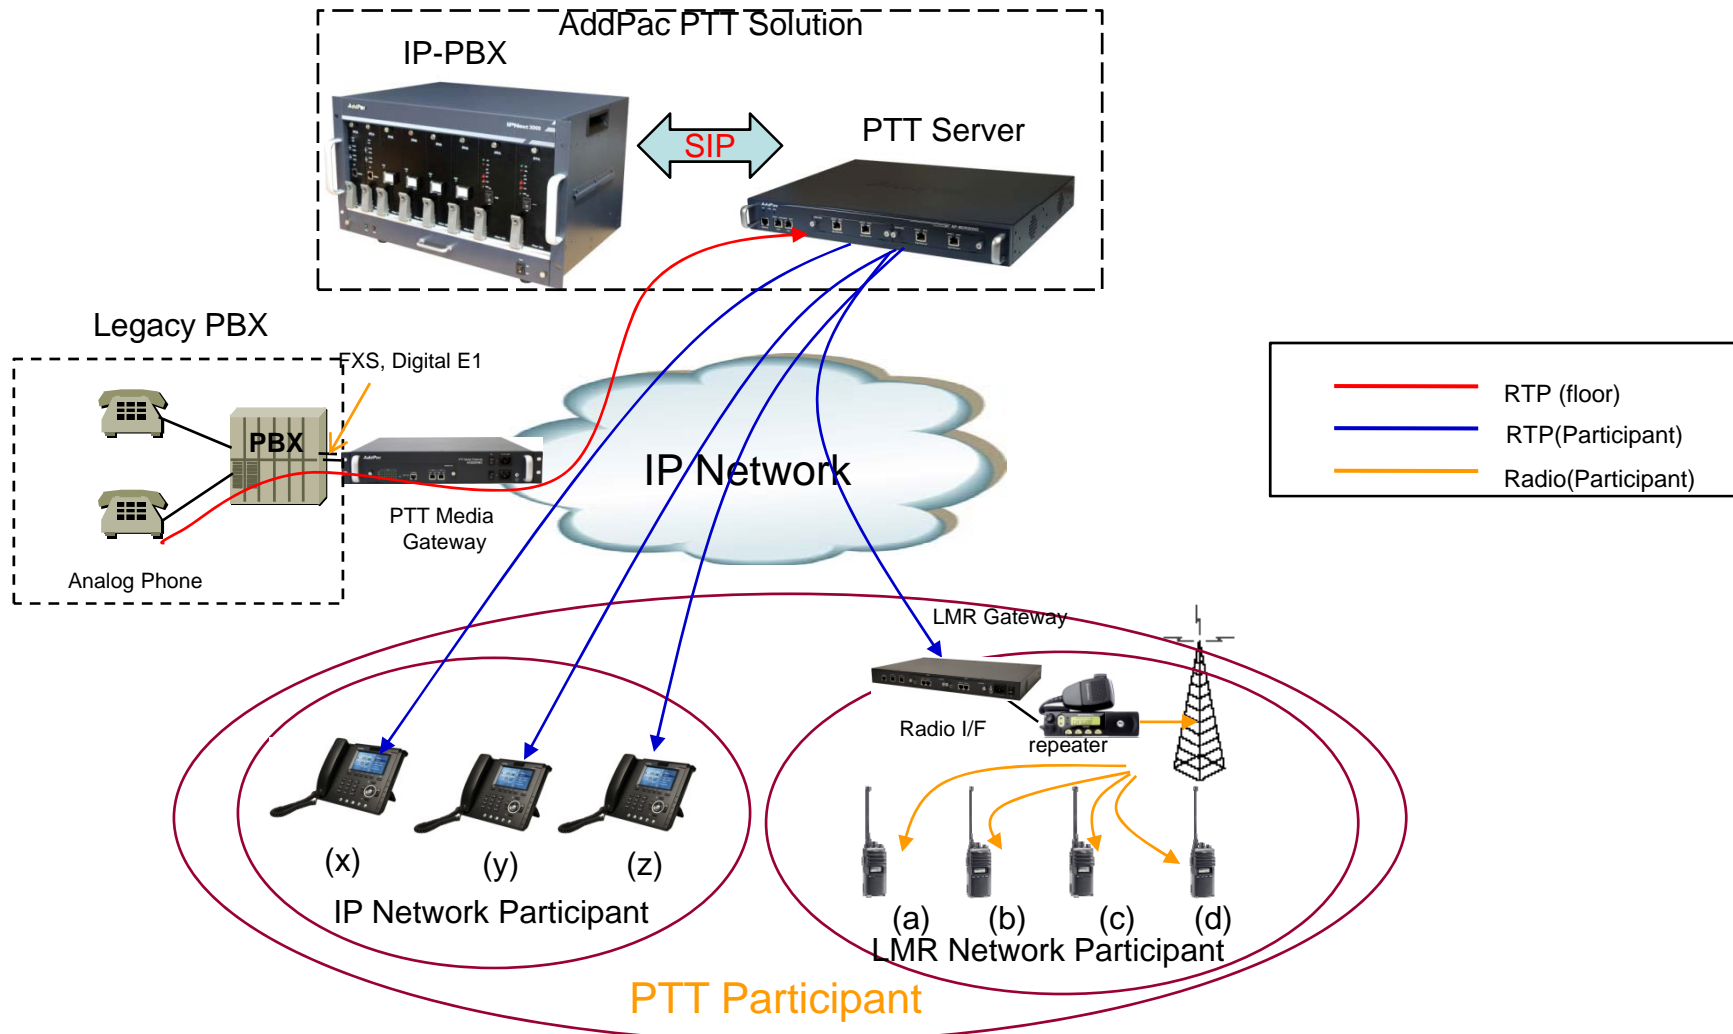 AddPac PTT Solution
IP-PBX
SIP
PTT Server
AddPac
Legacy PBX
FXS, Digital E1
PBX
AddPac
IP Network
PTT Media
Gateway
Analog Phone
RTP (floor)
RTP(Participant)
Radio(Participant)
LMR Gateway
Radio I/F
repeater
(x)
(y)
(z)
IP Network Participant
(a)
(b)
(c)
(d)
LMR Network Participant
PTT Participant